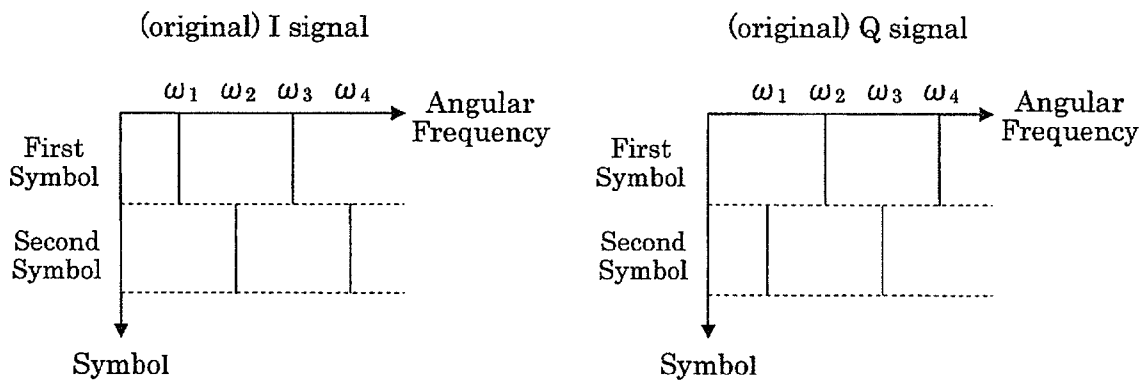 (original) I signal
ω1 ω2 ω3 ω4
Angular
Frequency
First
Symbol
Second
Symbol
Symbol
(original) Q signal
ω1 ω2 ω3 ω4
Angular
Frequency
First
Symbol
Second
Symbol
Symbol